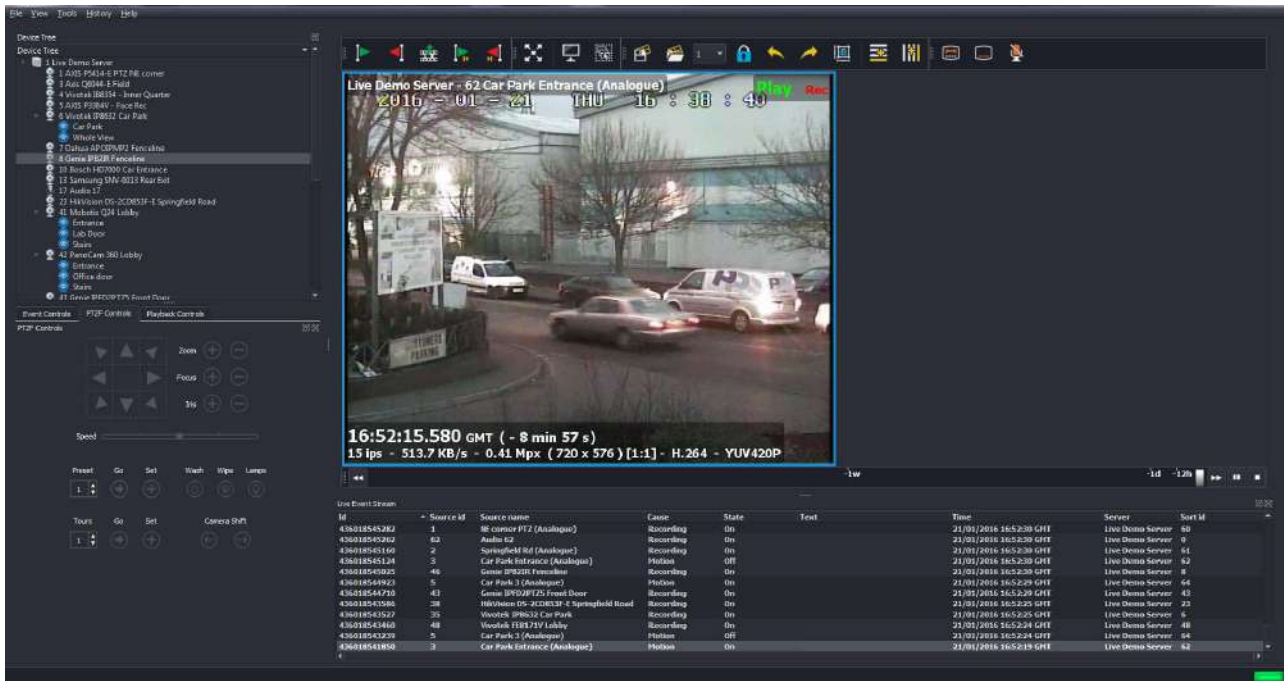 File View Tools History Help
Device Tree
Device Tree
1 Live Demo Server
1 AXIS P5414-E PTZ NE corner
3 Axis Q6044-E Field
4 Vivotek IB8354 - Inner Quarter
5 AXIS P3384V - Face Rec
6 Vivotek IP8632 Car Park
Car Park
Whole View
7 Dahua APOIPMP2 Fenceline
8 Genie IPB2IR Fenceline
10 Bosch HD7000 Car Entrance
13 Samsung SNV-8013 Rear Exit
17 Audio 17
23 HikVision DS-2CD853F-E Springfield Road
41 Mobotix Q24 Lobby
Entrance
Lab Door
Stairs
42 PanoCam 360 Lobby
Entrance
Office door
Stairs
43 Genie IPFD2PTZS Front Door
Event Controls PTZF Controls Playback Controls
PTZF Controls
Zoom
Focus
Iris
Speed
Preset Go Set Wash Wipe Lamps
1
Tours Go Set Camera Shift
1
1
Live Demo Server - 62 Car Park Entrance (Analogue) Play Rec
2016 - 01 - 21 THU 16 : 38 : 40
PARKING
16:52:15.580 GMT ( - 8 min 57 s)
15 ips - 513.7 KB/s - 0.41 Mpx (720 x 576) [1:1] - H.264 - YUV420P
-1w -1d -12h
Live Event Stream
Id Source id Source name Cause State Text Time Server Sort id
436018545282 1 NE corner PTZ (Analogue) Recording On 21/01/2016 16:52:30 GMT Live Demo Server 60
436018545262 62 Audio 62 Recording On 21/01/2016 16:52:30 GMT Live Demo Server 0
436018545160 2 Springfield Rd (Analogue) Recording On 21/01/2016 16:52:30 GMT Live Demo Server 61
436018545124 3 Car Park Entrance (Analogue) Motion Off 21/01/2016 16:52:30 GMT Live Demo Server 62
436018545025 46 Genie IPB2IR Fenceline Recording On 21/01/2016 16:52:30 GMT Live Demo Server 8
436018544923 5 Car Park 3 (Analogue) Motion On 21/01/2016 16:52:29 GMT Live Demo Server 64
436018544710 43 Genie IPFD2PTZS Front Door Recording On 21/01/2016 16:52:29 GMT Live Demo Server 43
436018543586 38 HikVision DS-2CD853F-E Springfield Road Recording On 21/01/2016 16:52:25 GMT Live Demo Server 23
436018543527 35 Vivotek IP8632 Car Park Recording On 21/01/2016 16:52:25 GMT Live Demo Server 6
436018543460 48 Vivotek FE8171V Lobby Recording On 21/01/2016 16:52:24 GMT Live Demo Server 48
436018543239 5 Car Park 3 (Analogue) Motion Off 21/01/2016 16:52:24 GMT Live Demo Server 64
436018541850 3 Car Park Entrance (Analogue) Motion On 21/01/2016 16:52:19 GMT Live Demo Server 62